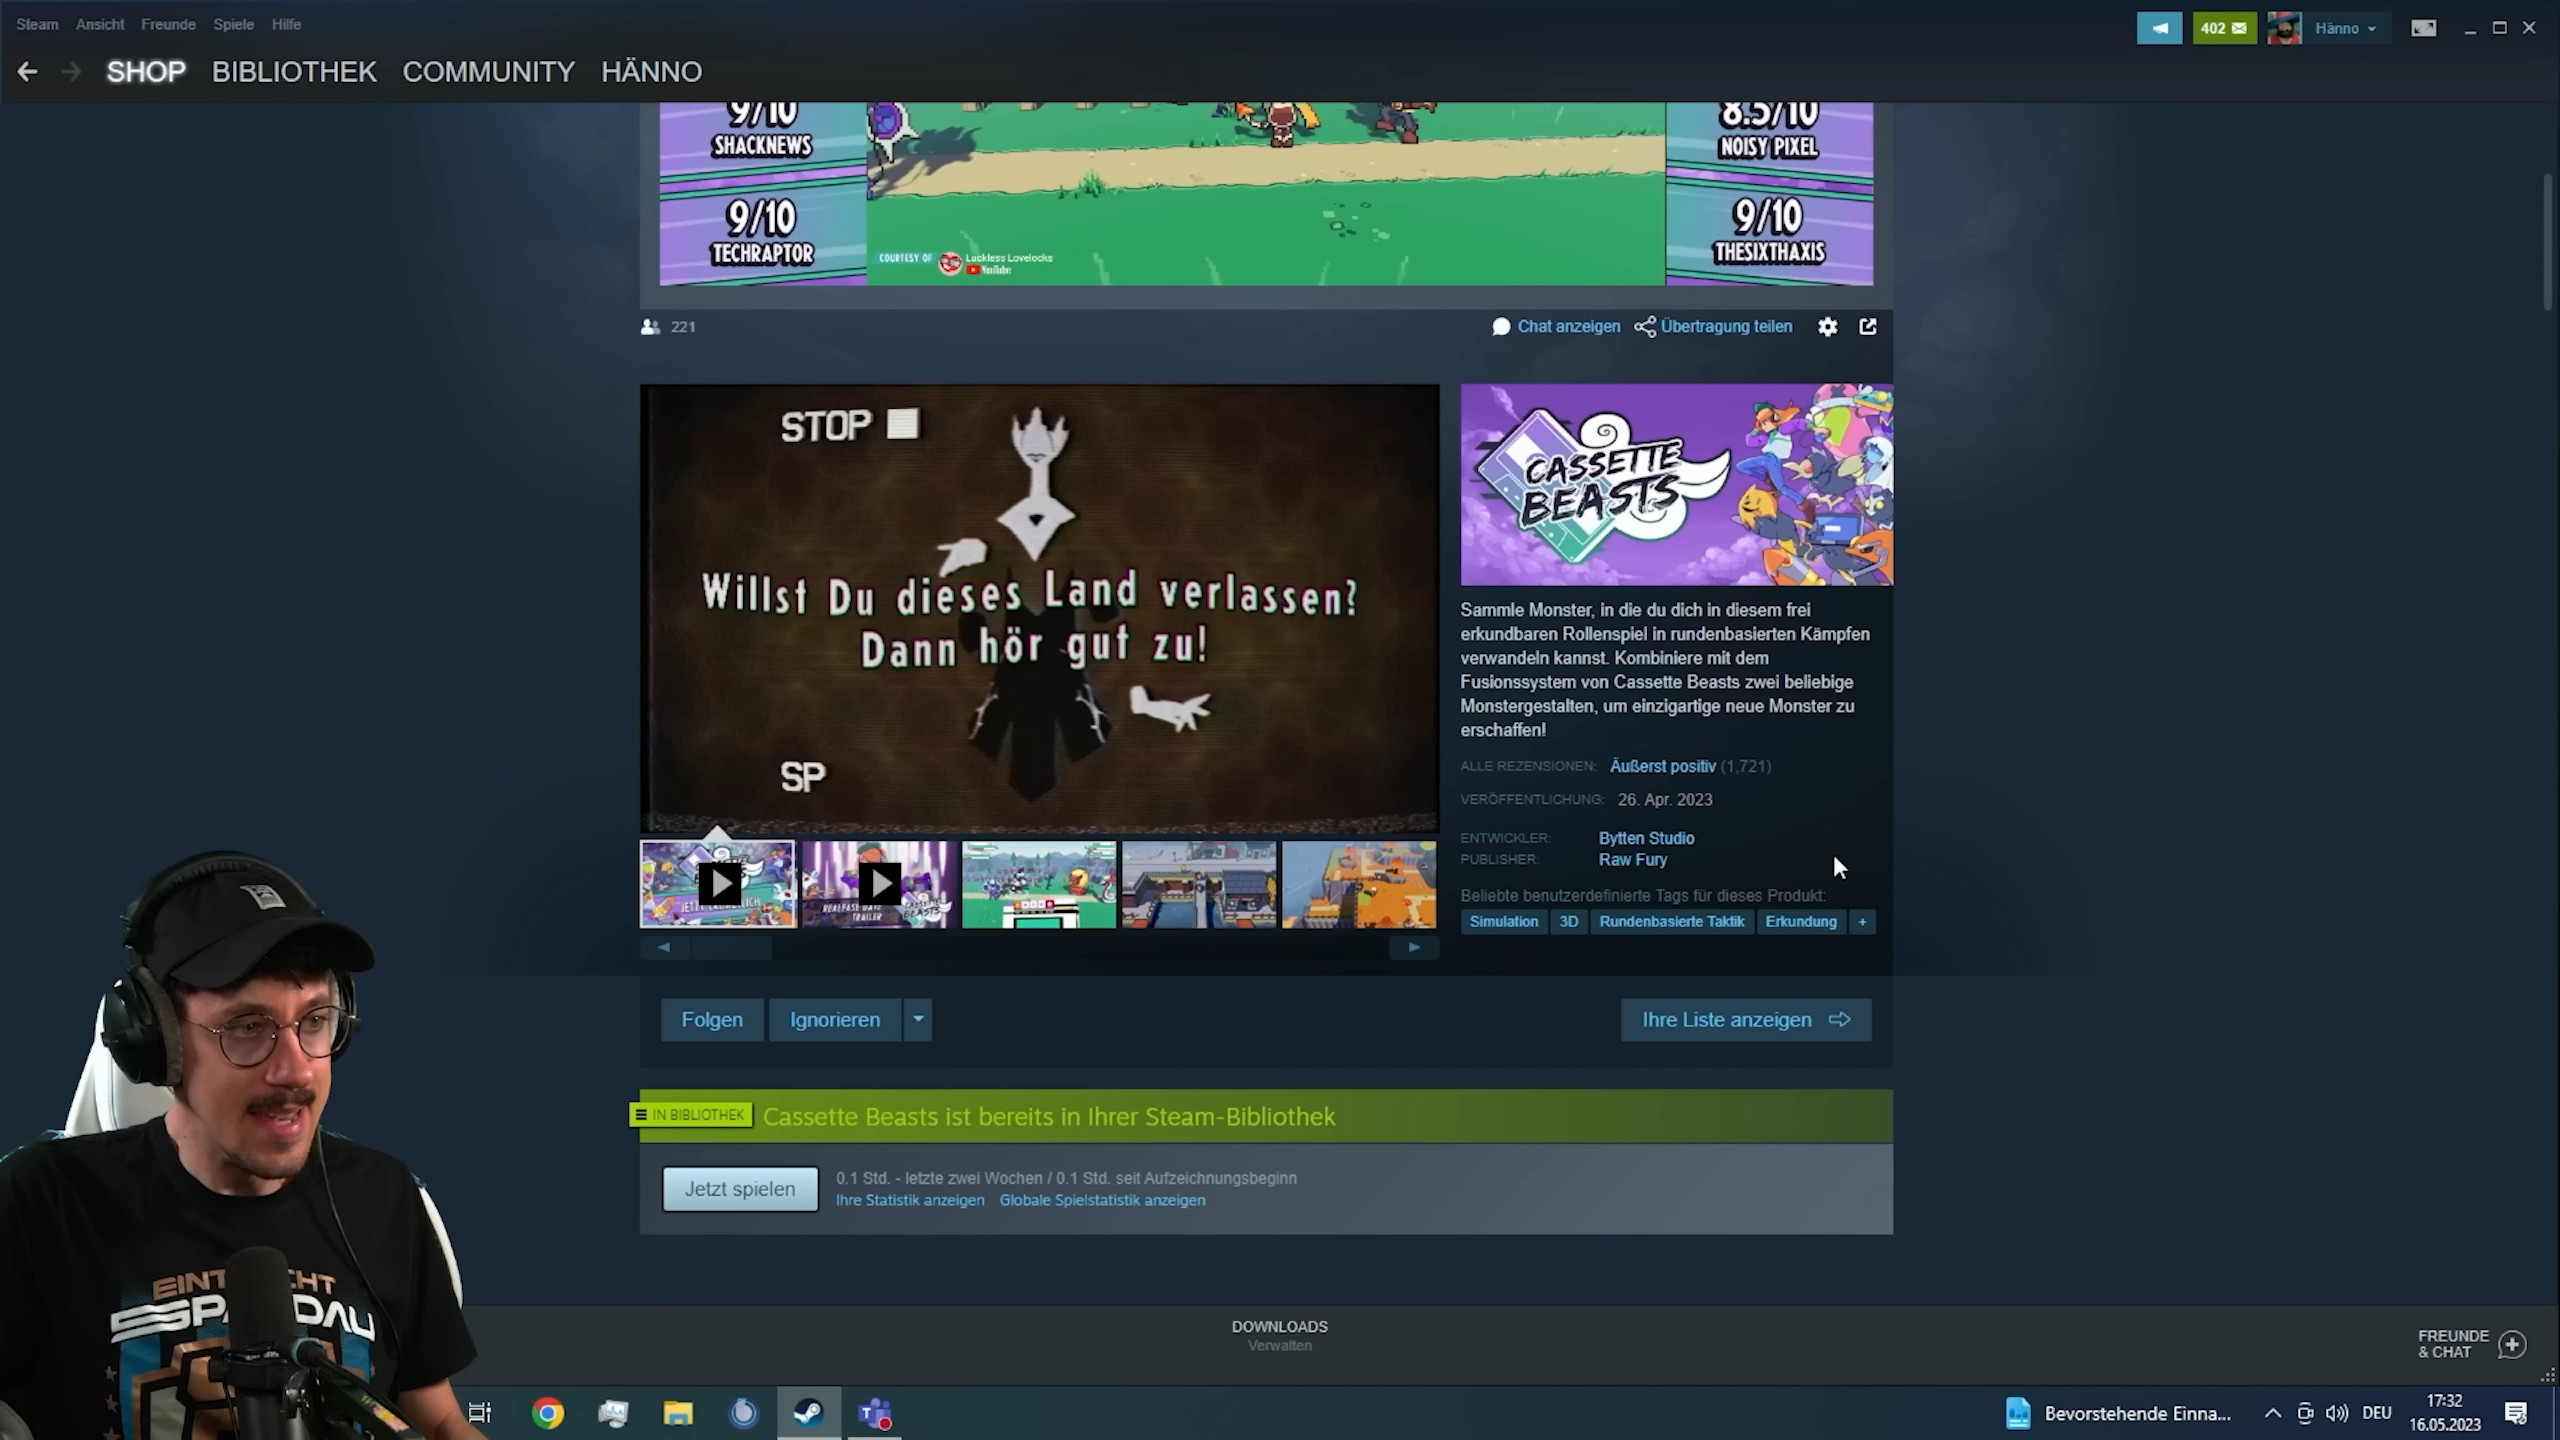 Steam Ansicht Freunde Spiele Hilfe
402
Hänno
SHOP BIBLIOTHEK COMMUNITY HÄNNO
9/10
SHACKNEWS
9/10
TECHRAPTOR
COURTESY OF
Luckless Lovelocks
YouTube
8.5/10
NOISY PIXEL
9/10
THESIXTHAXIS
221
Chat anzeigen
Übertragung teilen
STOP
Willst Du dieses Land verlassen?
Dann hör gut zu!
SP
CASSETTE
BEASTS
Sammle Monster, in die du dich in diesem frei
erkundbaren Rollenspiel in rundenbasierten Kämpfen
verwandeln kannst. Kombiniere mit dem
Fusionssystem von Cassette Beasts zwei beliebige
Monstergestalten, um einzigartige neue Monster zu
erschaffen!
ALLE REZENSIONEN: Äußerst positiv (1,721)
VERÖFFENTLICHUNG: 26. Apr. 2023
ENTWICKLER: Bytten Studio
PUBLISHER: Raw Fury
Beliebte benutzerdefinierte Tags für dieses Produkt:
Simulation 3D Rundenbasierte Taktik Erkundung +
TRAILER
Folgen
Ignorieren
Ihre Liste anzeigen
IN BIBLIOTHEK
Cassette Beasts ist bereits in Ihrer Steam-Bibliothek
Jetzt spielen
0.1 Std. - letzte zwei Wochen / 0.1 Std. seit Aufzeichnungsbeginn
Ihre Statistik anzeigen Globale Spielstatistik anzeigen
DOWNLOADS
Verwalten
FREUNDE
& CHAT
Bevorstehende Einna...
DEU
17:32
16.05.2023